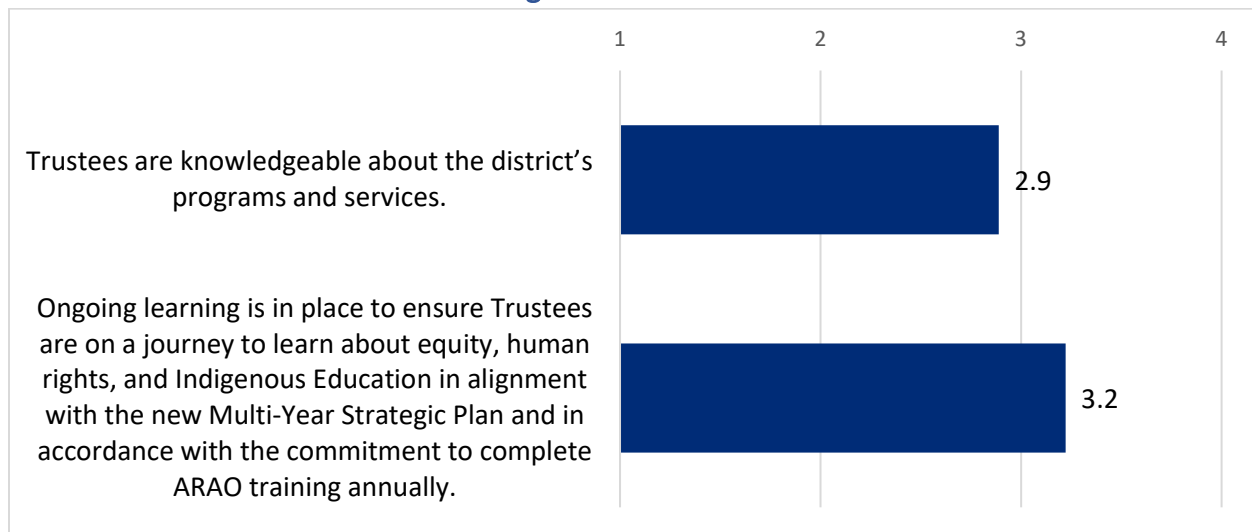 1 2 3 4
Trustees are knowledgeable about the district’s
programs and services.
2.9
Ongoing learning is in place to ensure Trustees
are on a journey to learn about equity, human
rights, and Indigenous Education in alignment
with the new Multi-Year Strategic Plan and in
accordance with the commitment to complete
ARAO training annually.
3.2